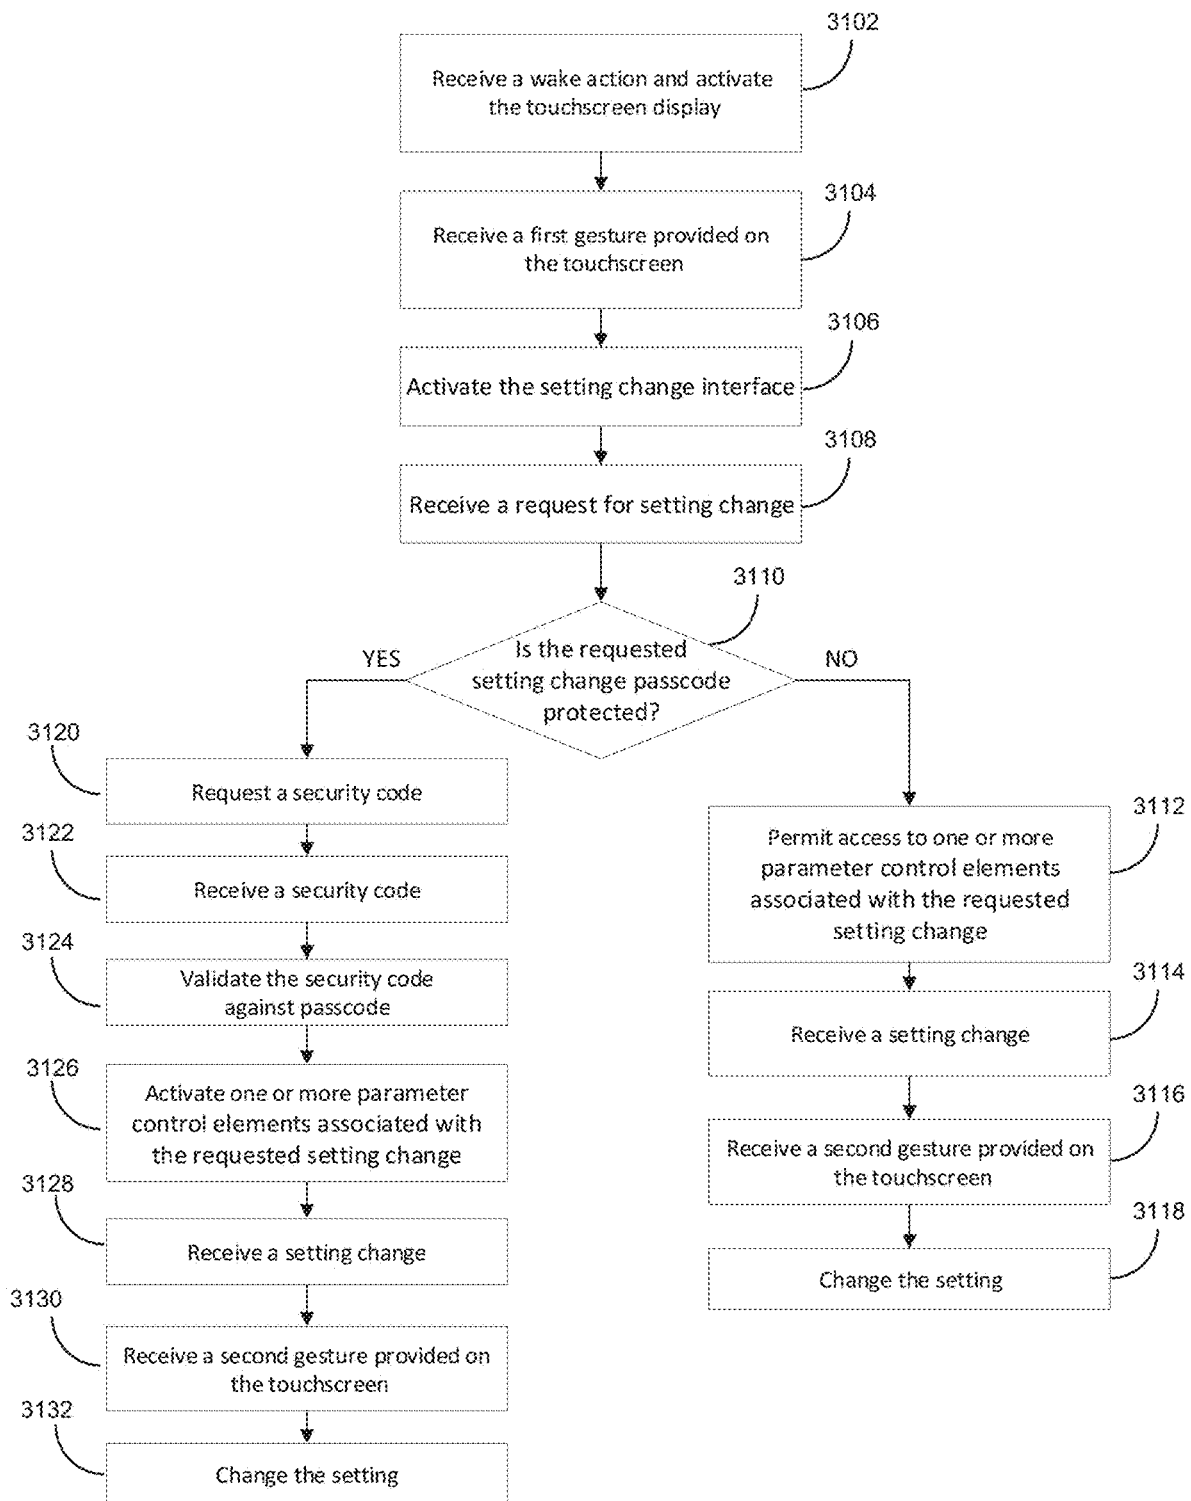 3102
Receive a wake action and activate
the touchscreen display
3104
Receive a first gesture provided on
the touchscreen
3106
Activate the setting change interface
3108
Receive a request for setting change
3110
Is the requested
setting change passcode
protected?
YES
NO
3120
Request a security code
3122
Receive a security code
3124
Validate the security code
against passcode
3126
Activate one or more parameter
control elements associated with
the requested setting change
3128
Receive a setting change
3130
Receive a second gesture provided on
the touchscreen
3132
Change the setting
3112
Permit access to one or more
parameter control elements
associated with the requested
setting change
3114
Receive a setting change
3116
Receive a second gesture provided on
the touchscreen
3118
Change the setting